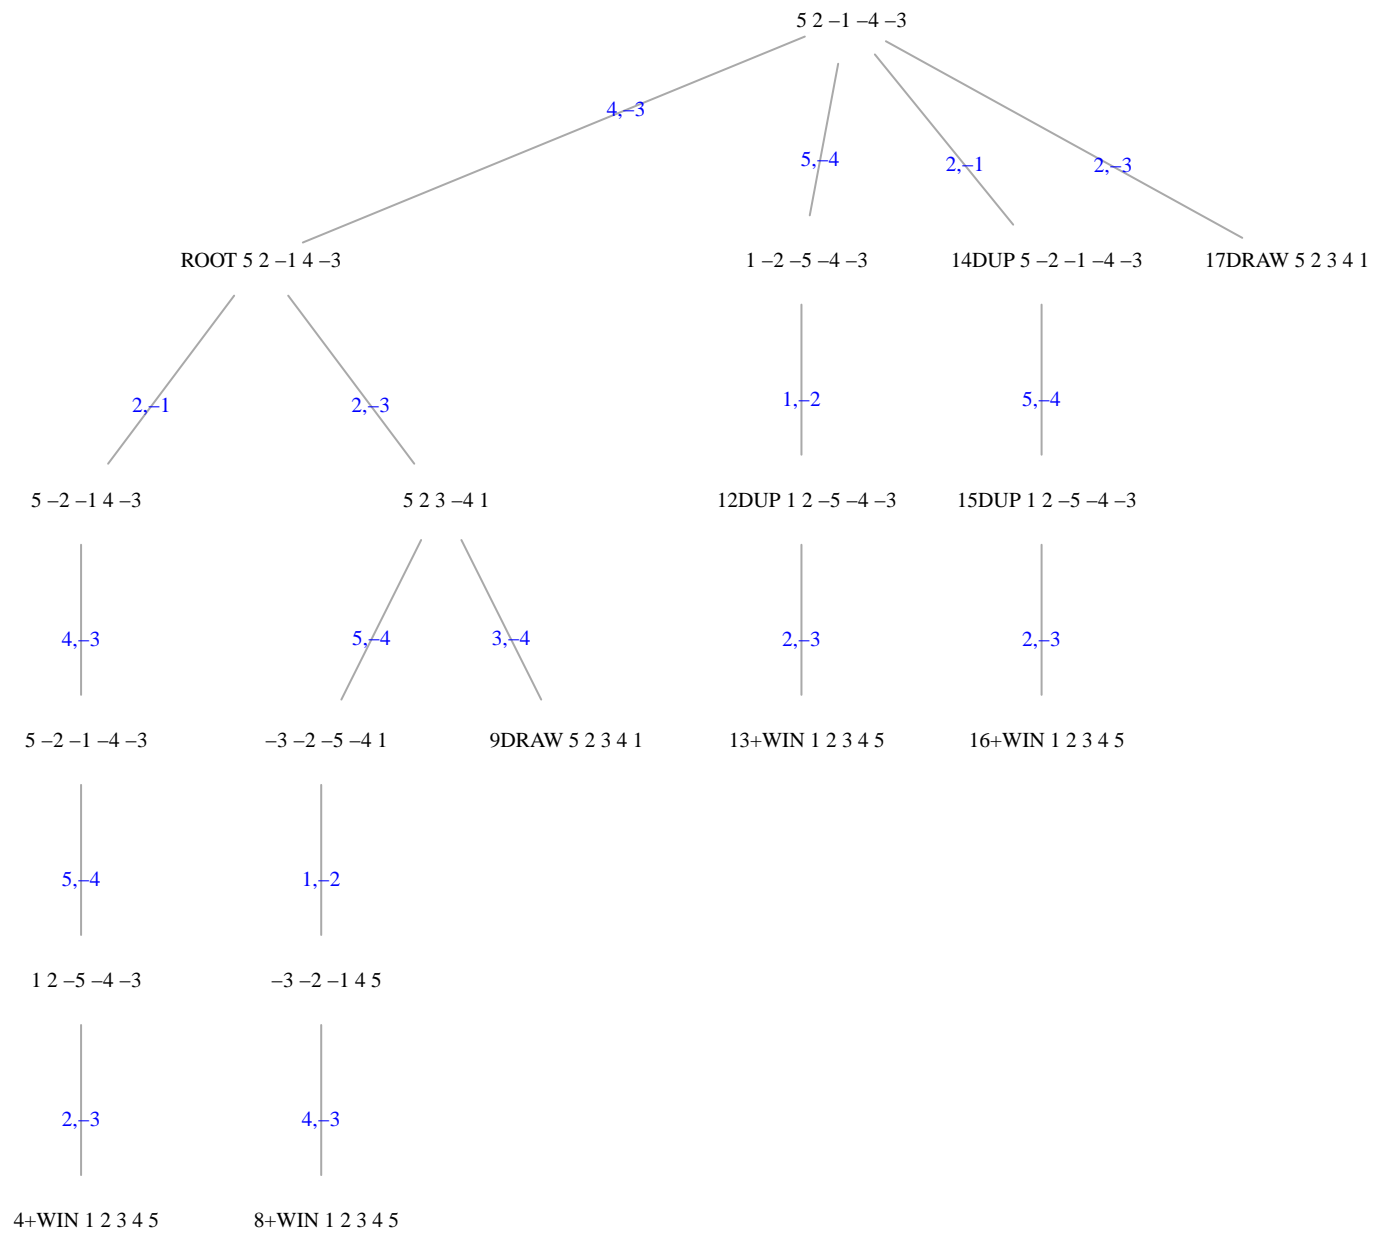 5 2 –1 –4 –3
4,–3
5,–4
2,–1
2,–3
ROOT 5 2 –1 4 –3
1 –2 –5 –4 –3
14DUP 5 –2 –1 –4 –3
17DRAW 5 2 3 4 1
2,–1
2,–3
1,–2
5,–4
5 –2 –1 4 –3
5 2 3 –4 1
12DUP 1 2 –5 –4 –3
15DUP 1 2 –5 –4 –3
4,–3
5,–4
3,–4
2,–3
2,–3
5 –2 –1 –4 –3
–3 –2 –5 –4 1
9DRAW 5 2 3 4 1
13+WIN 1 2 3 4 5
16+WIN 1 2 3 4 5
5,–4
1,–2
1 2 –5 –4 –3
–3 –2 –1 4 5
2,–3
4,–3
4+WIN 1 2 3 4 5
8+WIN 1 2 3 4 5